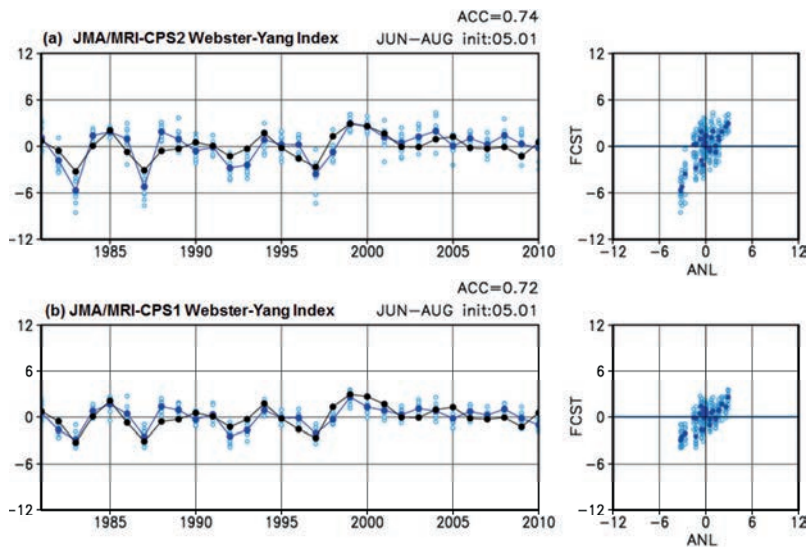 ACC=0.74
(a) JMA/MRI-CPS2 Webster-Yang Index
JUN-AUG init:05.01
12
6
0
-6
-12
1985 1990 1995 2000 2005 2010
12
6
0
-6
-12
FCST
-12 -6 0 6 12
ANL
ACC=0.72
(b) JMA/MRI-CPS1 Webster-Yang Index
JUN-AUG init:05.01
12
6
0
-6
-12
1985 1990 1995 2000 2005 2010
12
6
0
-6
-12
FCST
-12 -6 0 6 12
ANL